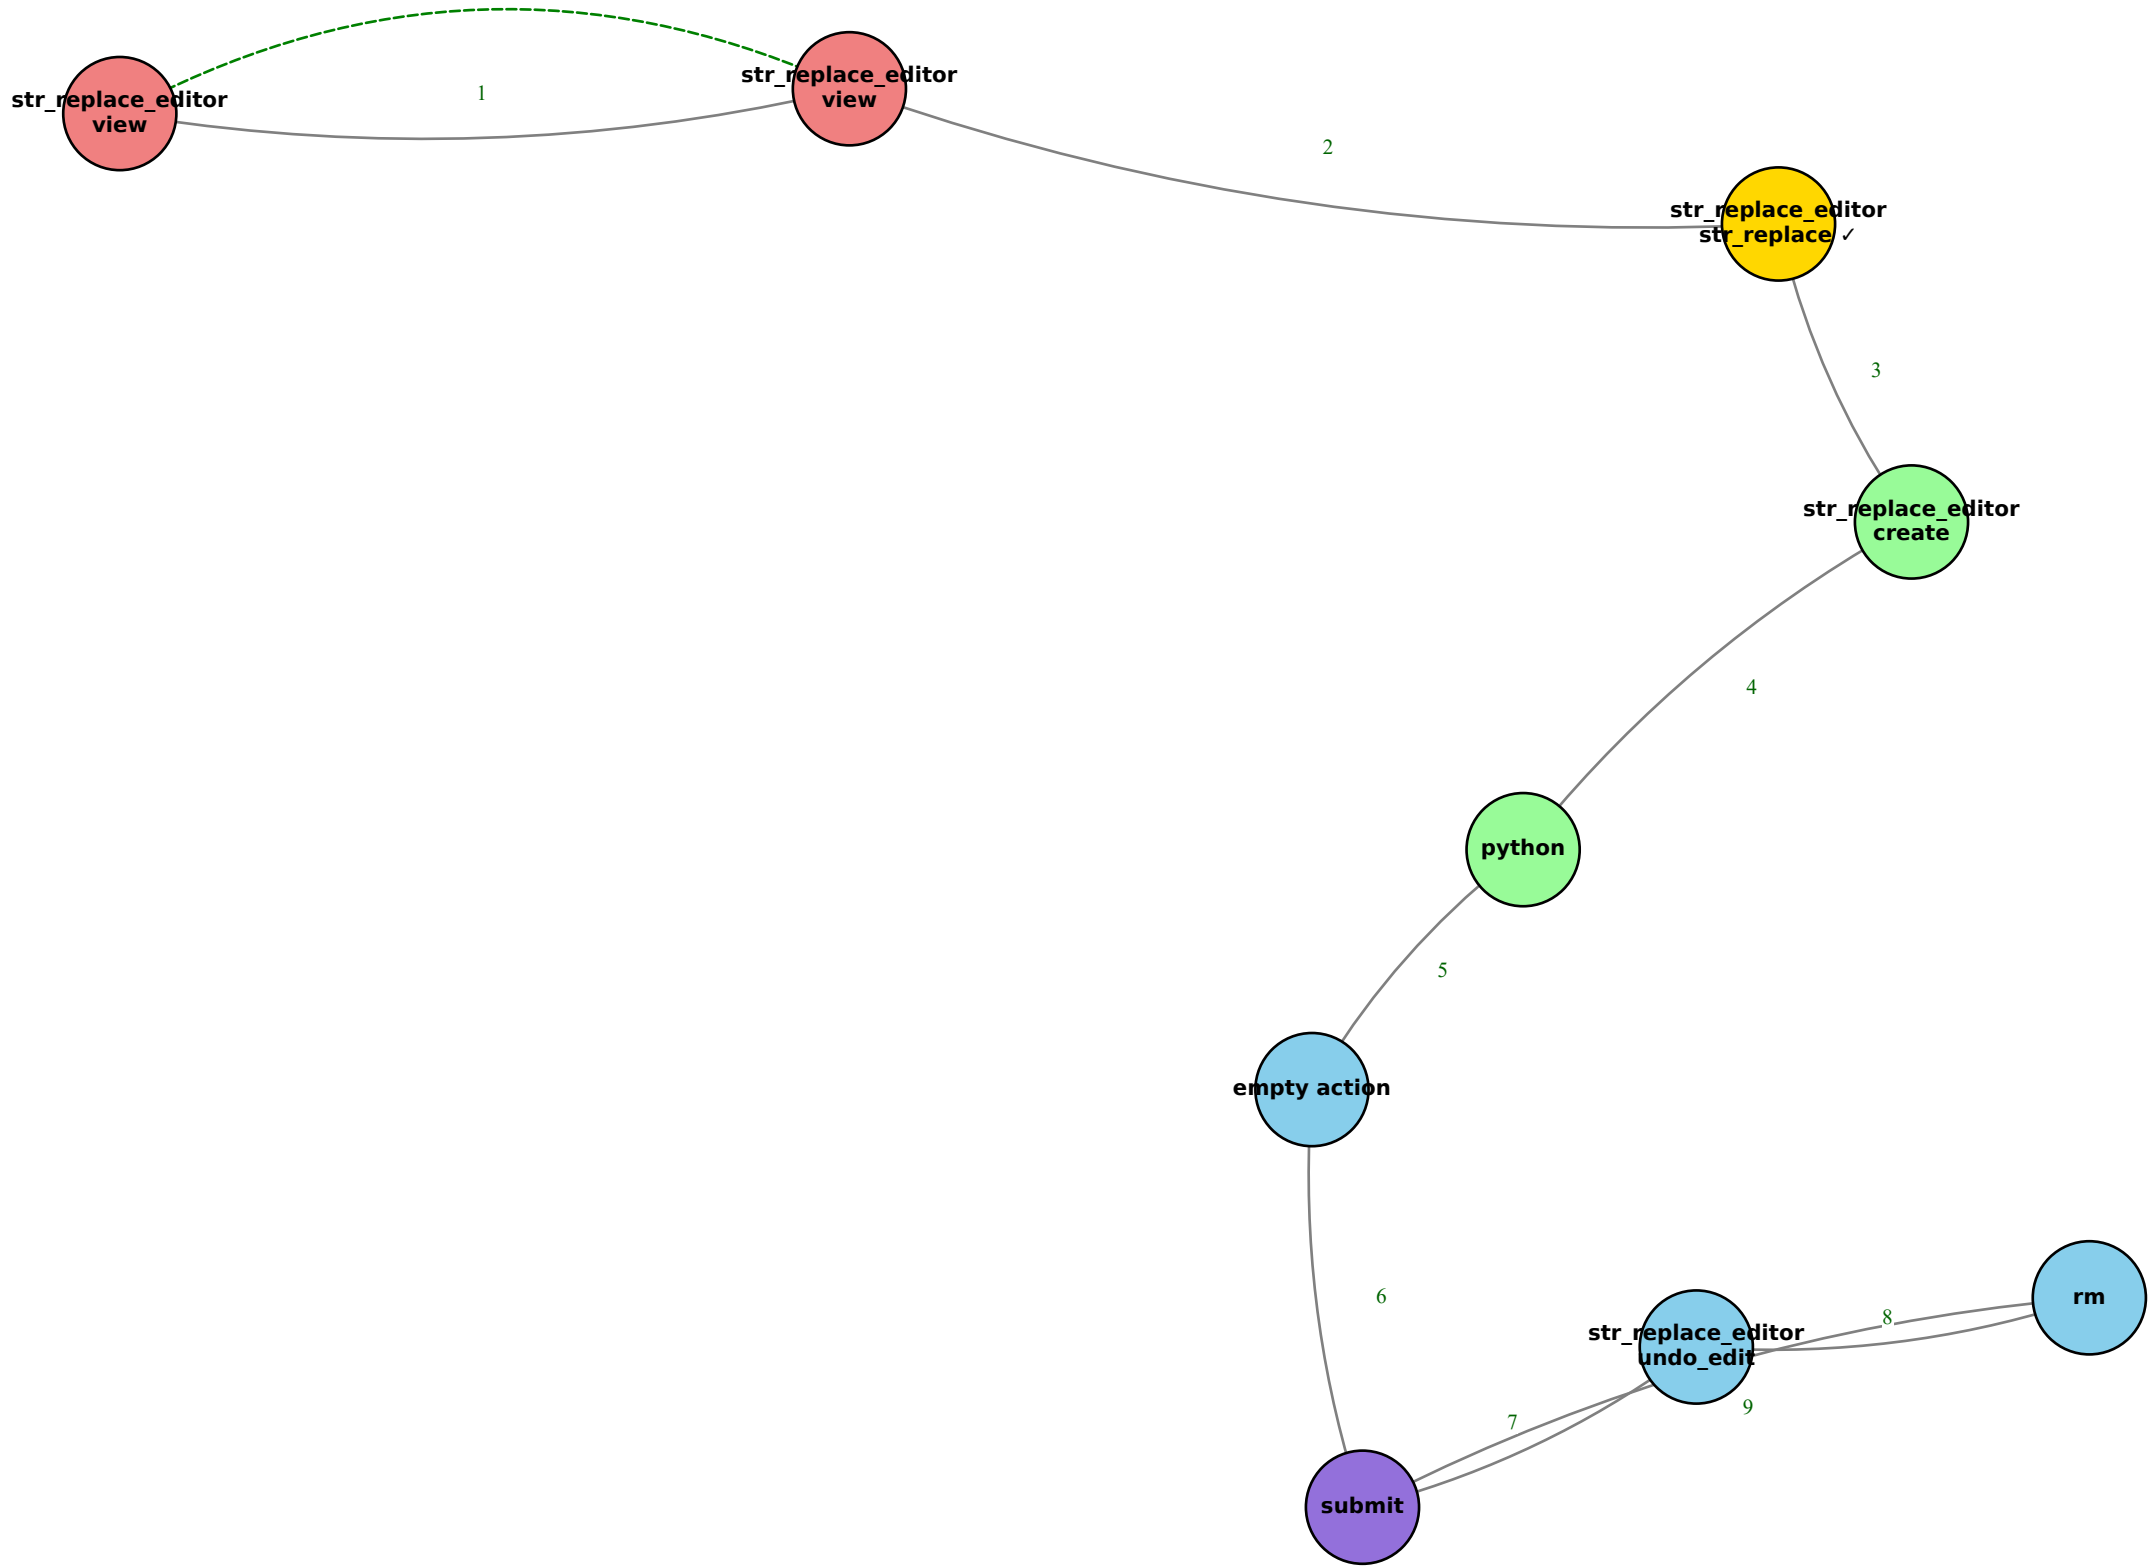 str_replace_editor
view
1
str_replace_editor
view
2
str_replace_editor
str_replace ✓
3
str_replace_editor
create
4
python
5
empty action
6
7
str_replace_editor
undo_edit
8
9
rm
submit